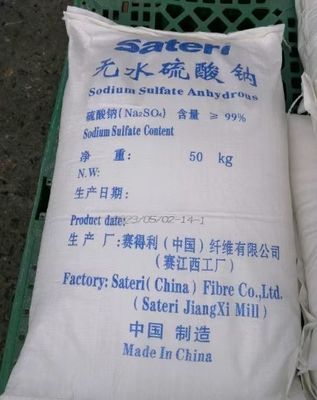 Sateri
无水硫酸钠
Sodium Sulfate Anhydrous
硫酸钠(Na₂SO₄) 含量 ≥ 99%
Sodium Sulfate Content
净 重: 50 kg
N.W:
生产日期:
Product date: 23/05/02-14-1
生 产 厂: 赛得利(中国)纤维有限公司
(赛江西工厂)
Factory: Sateri(China) Fibre Co.,Ltd.
(Sateri JiangXi Mill)
中国 制造
Made In China